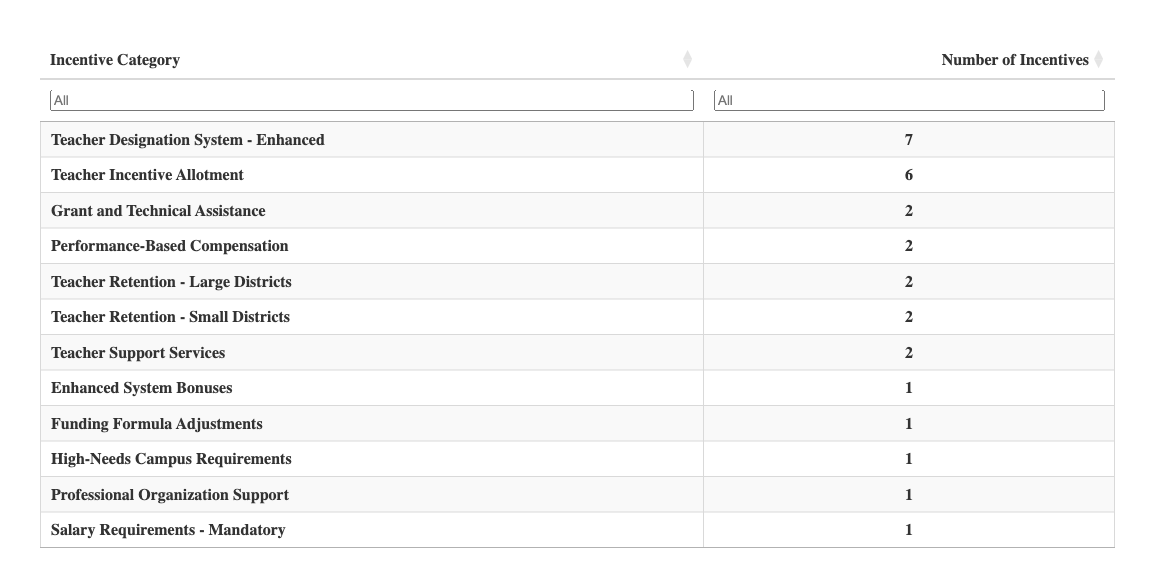 Incentive Category Number of Incentives
All All
Teacher Designation System - Enhanced 7
Teacher Incentive Allotment 6
Grant and Technical Assistance 2
Performance-Based Compensation 2
Teacher Retention - Large Districts 2
Teacher Retention - Small Districts 2
Teacher Support Services 2
Enhanced System Bonuses 1
Funding Formula Adjustments 1
High-Needs Campus Requirements 1
Professional Organization Support 1
Salary Requirements - Mandatory 1